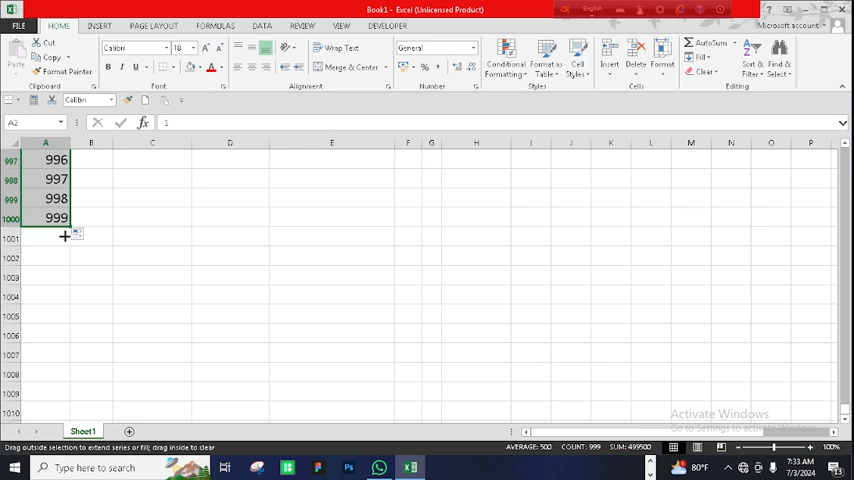 Book1 - Excel (Unlicensed Product)
English
FILE HOME INSERT PAGE LAYOUT FORMULAS DATA REVIEW VIEW DEVELOPER Microsoft account
Cut Calibri 18 Wrap Text General AutoSum
Paste Copy Conditional Format as Cell Insert Delete Format Fill Sort & Find &
Format Painter B I U A Merge & Center $ % Formatting Table Styles Clear Filter Select
Clipboard Font Alignment Number Styles Cells Editing
Calibri
A2 fx 1
A B C D E F G H I J K L M N O P
997 996
998 997
999 998
1000 999
1001
1002
1003
1004
1005
1006
1007
1008
1009
1010
Activate Windows
Go to Settings to activate Windows.
Sheet1
Drag outside selection to extend series or fill; drag inside to clear AVERAGE: 500 COUNT: 999 SUM: 499500 100%
Type here to search Ps 80°F 7:33 AM
7/3/2024
13